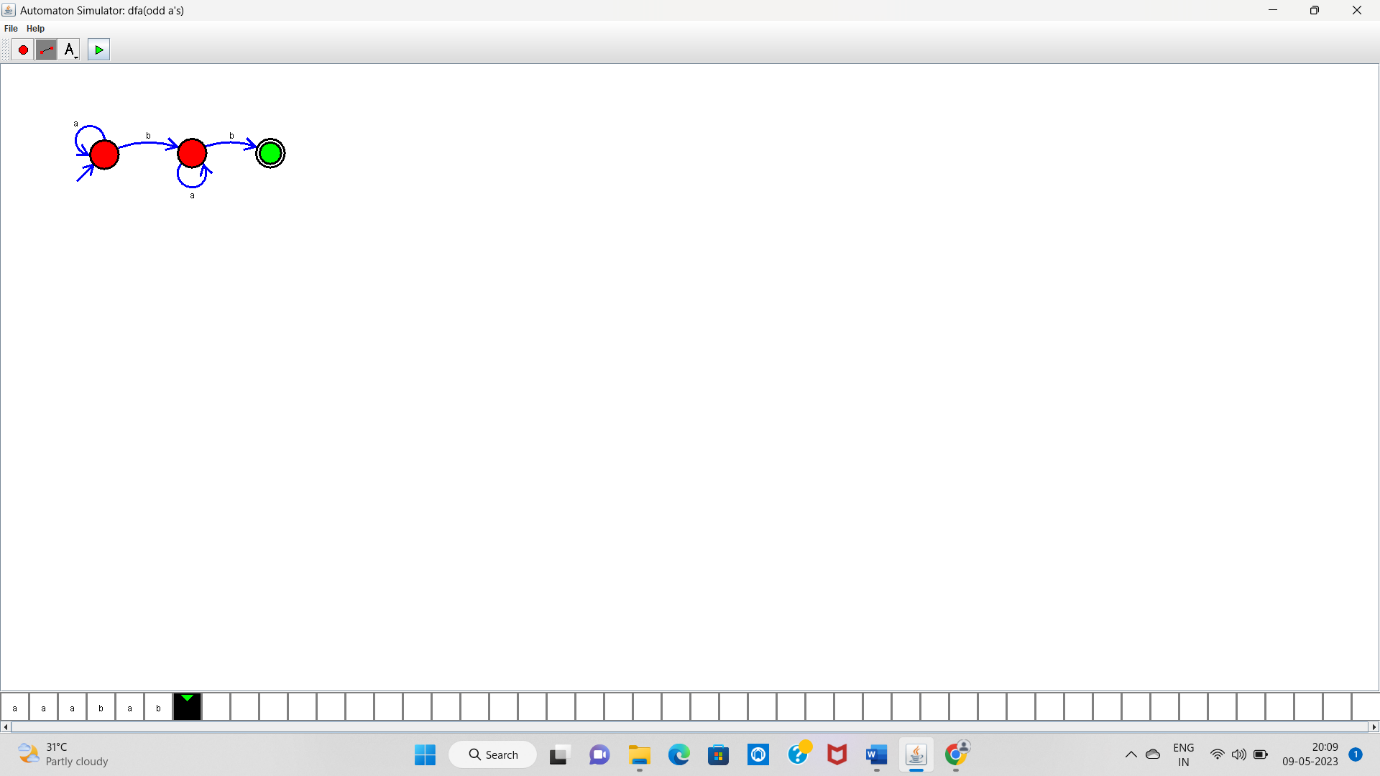 Automaton Simulator: dfa(odd a's)
File Help
A
a
b
b
a
a a a b a b
31°C
Partly cloudy
Search
W
ENG
IN
20:09
09-05-2023
1